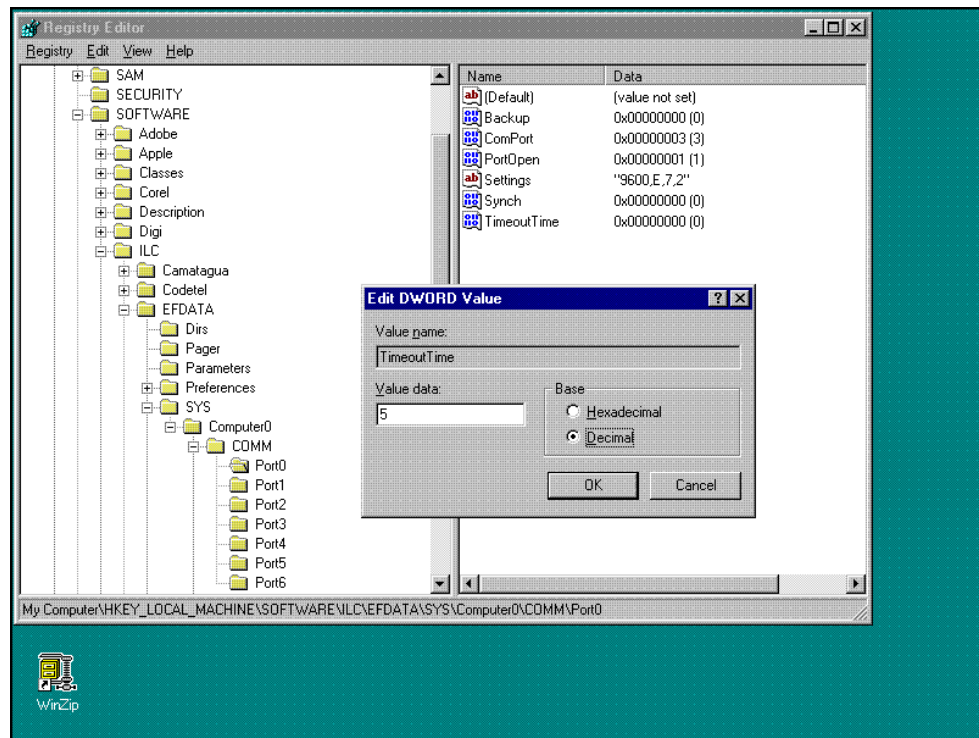 Registry Editor
Registry Edit View Help
SAM
SECURITY
SOFTWARE
Adobe
Apple
Classes
Corel
Description
Digi
ILC
Camatagua
Codetel
EFDATA
Dirs
Pager
Parameters
Preferences
SYS
Computer0
COMM
Port0
Port1
Port2
Port3
Port4
Port5
Port6
Name Data
(Default) (value not set)
Backup 0x00000000 (0)
ComPort 0x00000003 (3)
PortOpen 0x00000001 (1)
Settings "9600,E,7,2"
Synch 0x00000000 (0)
TimeoutTime 0x00000000 (0)
Edit DWORD Value
Value name:
TimeoutTime
Value data:
5
Base
Hexadecimal
Decimal
OK Cancel
My Computer\HKEY_LOCAL_MACHINE\SOFTWARE\ILC\EFDATA\SYS\Computer0\COMM\Port0
WinZip